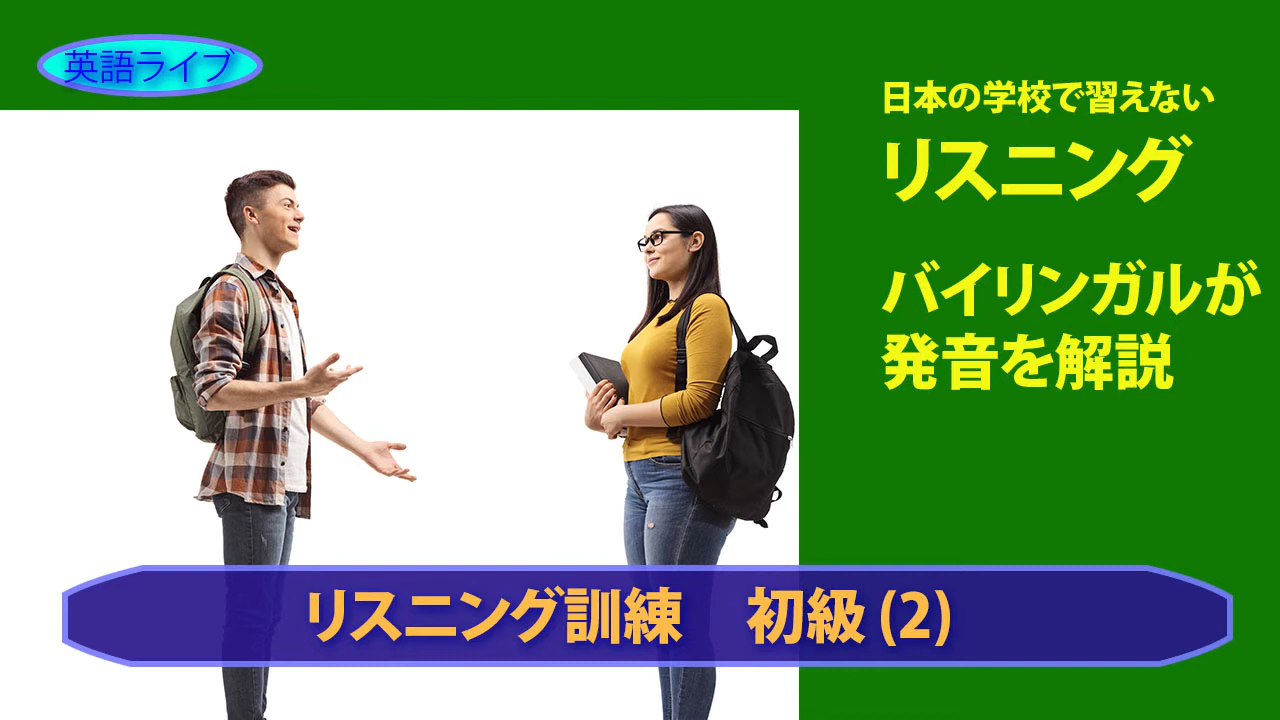 英語ライブ
日本の学校で習えない
リスニング
バイリンガルが
発音を解説
リスニング訓練　初級 (2)